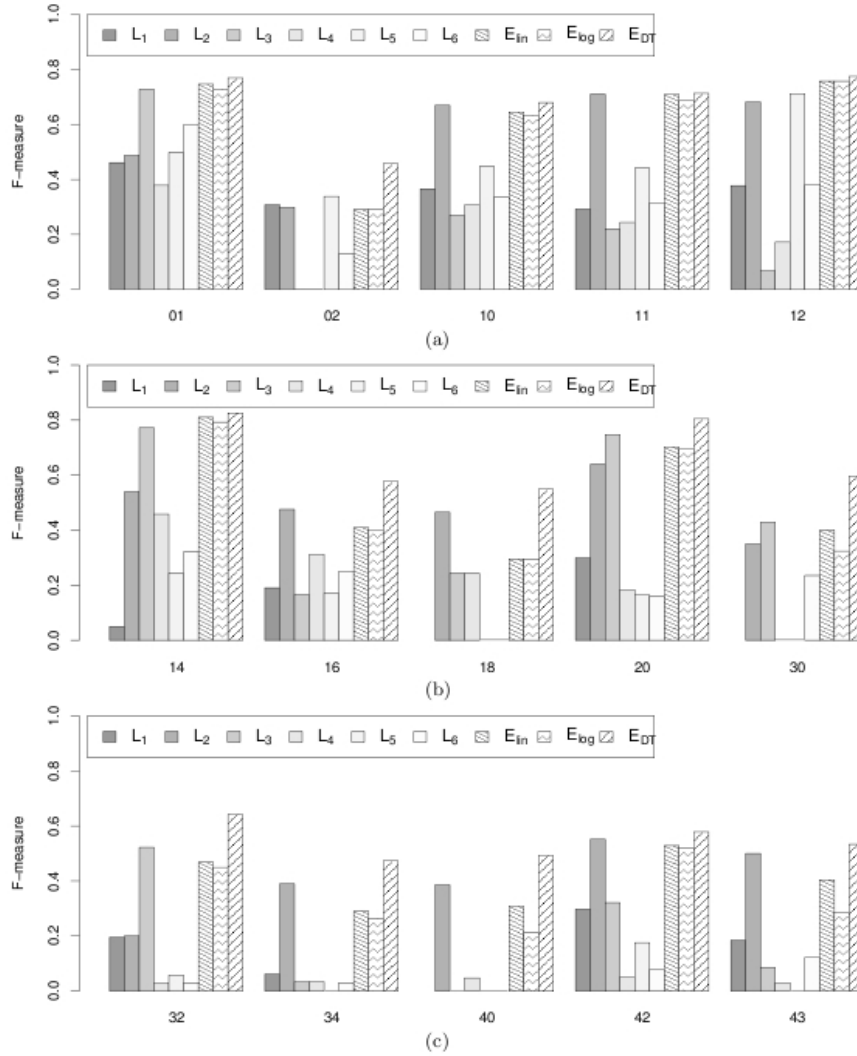 L1 L2 L3 L4 L5 L6 Elin Elog EDT
F-measure
0.0 0.2 0.4 0.6 0.8 1.0
01 02 10 11 12
(a)
L1 L2 L3 L4 L5 L6 Elin Elog EDT
F-measure
0.0 0.2 0.4 0.6 0.8 1.0
14 16 18 20 30
(b)
L1 L2 L3 L4 L5 L6 Elin Elog EDT
F-measure
0.0 0.2 0.4 0.6 0.8 1.0
32 34 40 42 43
(c)